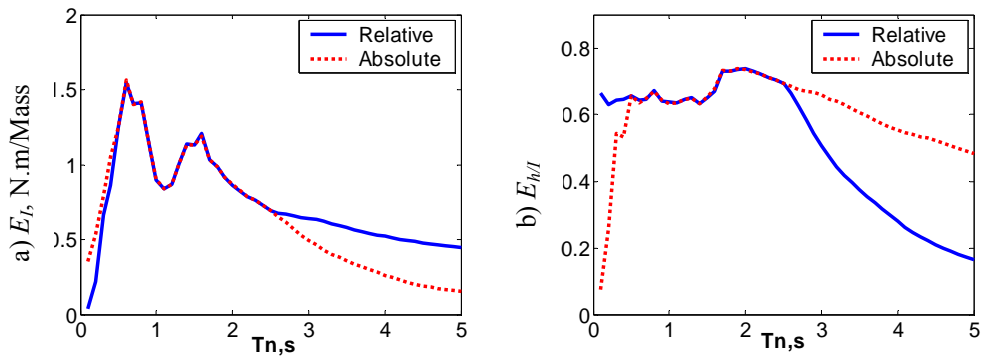 a) E_I, N.m/Mass
2
1.5
1
0.5
0
0 1 2 3 4 5
Tn,s
Relative
Absolute
b) E_h/I
0.8
0.6
0.4
0.2
0
0 1 2 3 4 5
Tn,s
Relative
Absolute